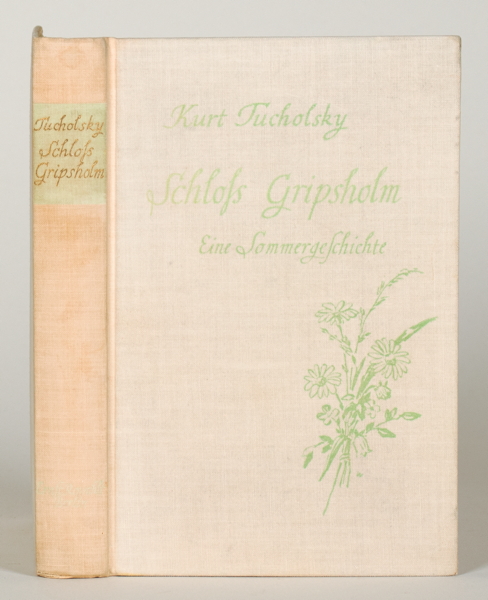 Tucholsky
Schloſs
Gripsholm
Kurt Tucholsky
Schloſs Gripsholm
Eine Sommergeſchichte